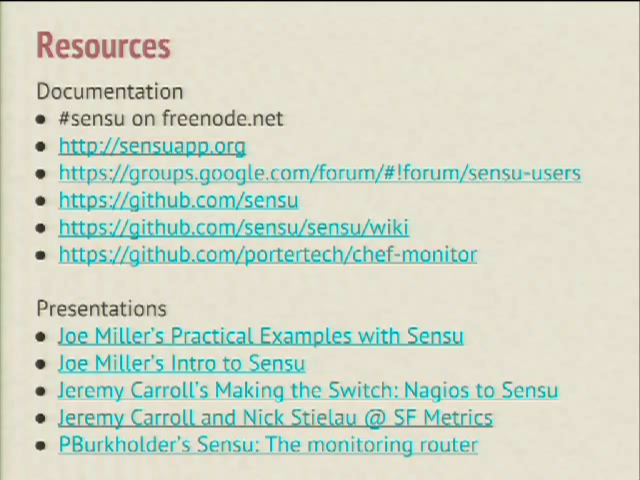 Resources
Documentation
• #sensu on freenode.net
• http://sensuapp.org
• https://groups.google.com/forum/#!forum/sensu-users
• https://github.com/sensu
• https://github.com/sensu/sensu/wiki
• https://github.com/portertech/chef-monitor
Presentations
• Joe Miller's Practical Examples with Sensu
• Joe Miller's Intro to Sensu
• Jeremy Carroll's Making the Switch: Nagios to Sensu
• Jeremy Carroll and Nick Stielau @ SF Metrics
• PBurkholder's Sensu: The monitoring router